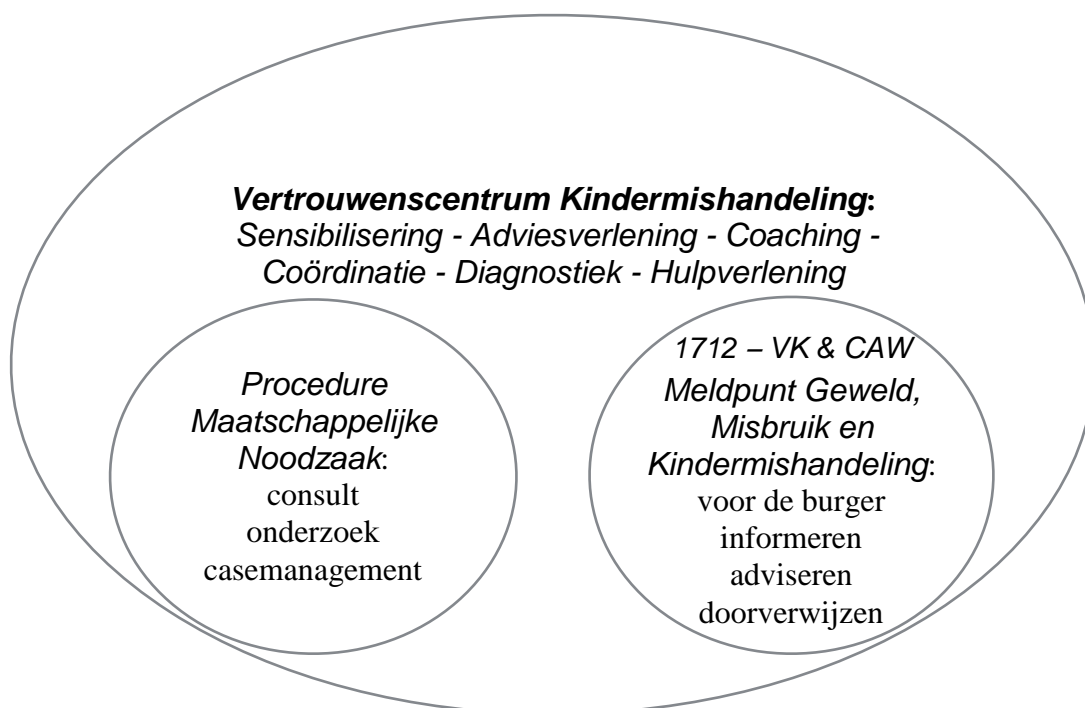 Vertrouwenscentrum Kindermishandeling:
Sensibilisering - Adviesverlening - Coaching -
Coördinatie - Diagnostiek - Hulpverlening
Procedure
Maatschappelijke
Noodzaak:
consult
onderzoek
casemanagement
1712 – VK & CAW
Meldpunt Geweld,
Misbruik en
Kindermishandeling:
voor de burger
informeren
adviseren
doorverwijzen